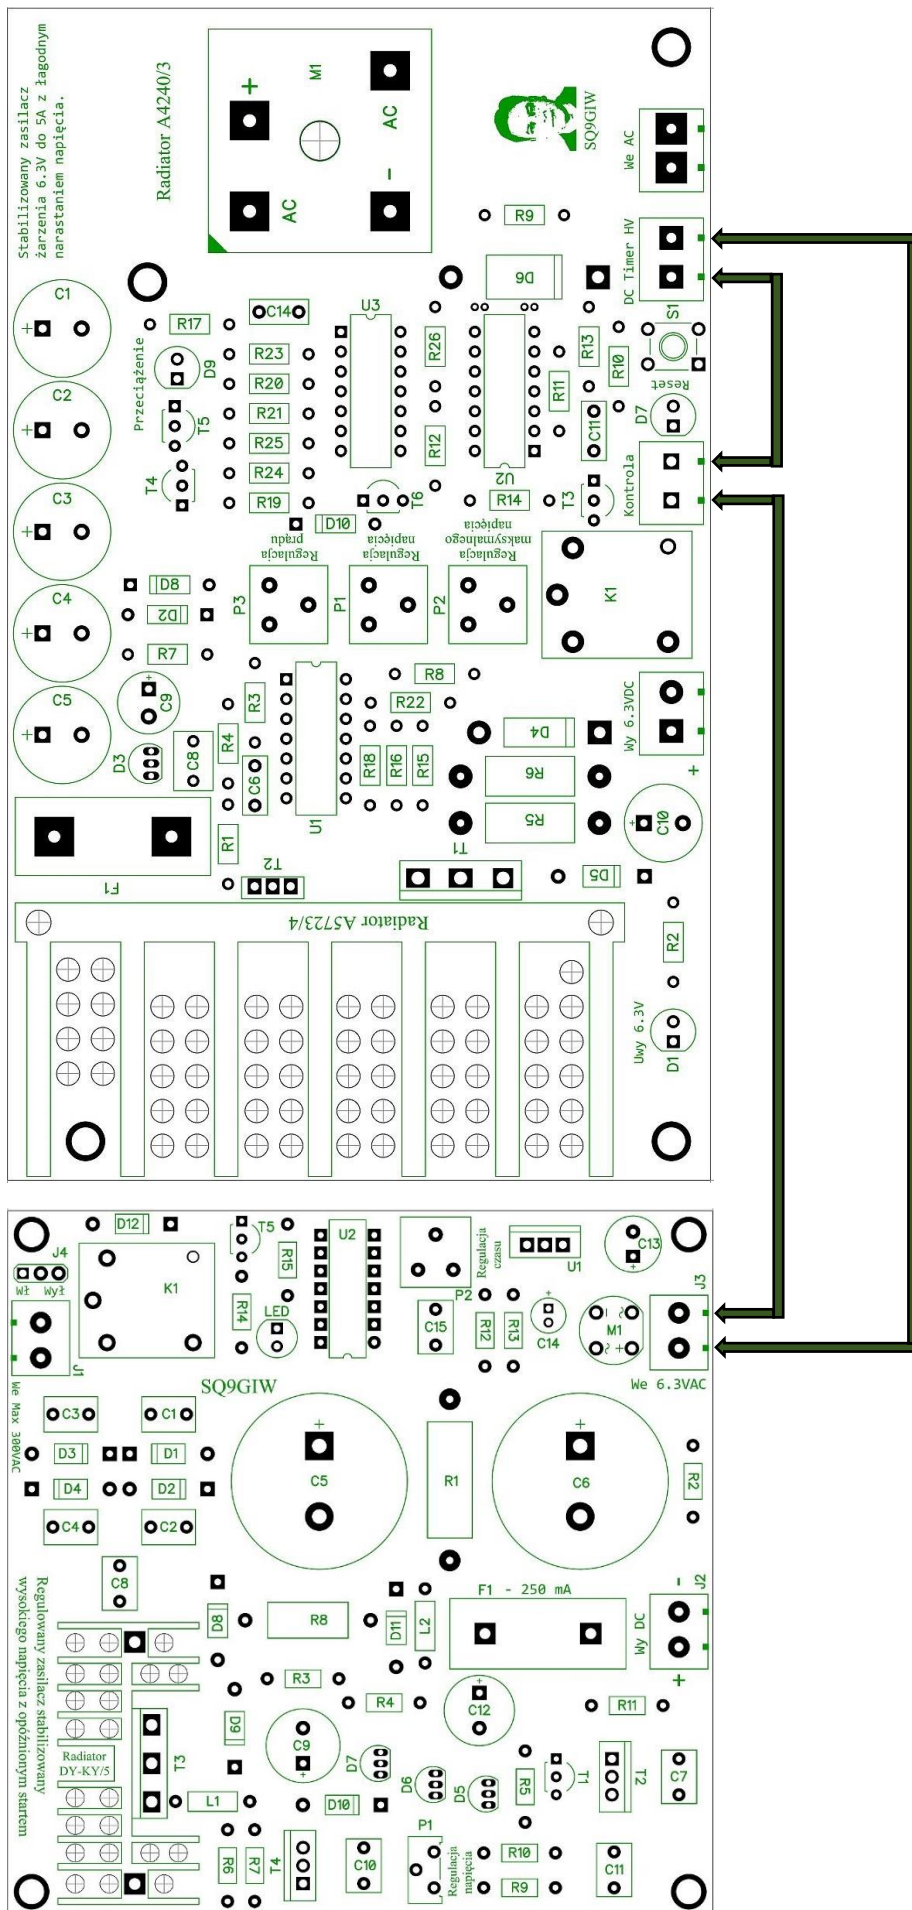 Stabilizowany zasilacz
żarzenia 6.3V do 5A z łagodnym
narastaniem napięcia.
Radiator A4240/3
+
M1
AC
AC
-
SQ9GIW
We AC
R9
DC Timer HV
D6
C1
+
R17
C14
U3
R26
R13
R10
S1
Reset
Przeciążenie
D9
R23
R20
C2
+
T5
R21
R11
D7
R25
R12
C11
T4
R24
U2
Kontrola
C3
+
R19
T6
R14
T3
D10
Regulacja
prądu
Regulacja
napięcia
Regulacja
maksymalnego
napięcia
D8
P3
P1
P2
K1
C4
+
D2
R7
R8
+
C9
R3
R22
Wy 6.3VDC
C5
+
R4
D4
D3
C8
C6
R18
R16
R15
R6
+
U1
R5
+
C10
F1
R1
T2
T1
D5
Radiator A5723/4
R2
Uwy 6.3V
D1
D12
T5
U2
C13
+
J4
Wł
Wył
K1
R15
Regulacja
czasu
U1
J3
P2
LED
R14
C15
R12
R13
+
C14
M1
~
-
~
+
J1
We Max 300VAC
SQ9GIW
We 6.3VAC
C3
C1
+
+
D3
D1
C5
R1
C6
R2
D4
D2
C4
C2
C8
F1 - 250 mA
-
J2
Regulowany zasilacz stabilizowany
wysokiego napięcia z opóźnionym startem
D8
R8
D11
L2
Wy DC
+
R3
+
R4
C12
R11
D9
C9
+
D7
Radiator
DY-KY/5
T3
D6
D5
R5
T1
T2
C7
L1
D10
P1
R6
R7
T4
C10
Regulacja
napięcia
R10
C11
R9